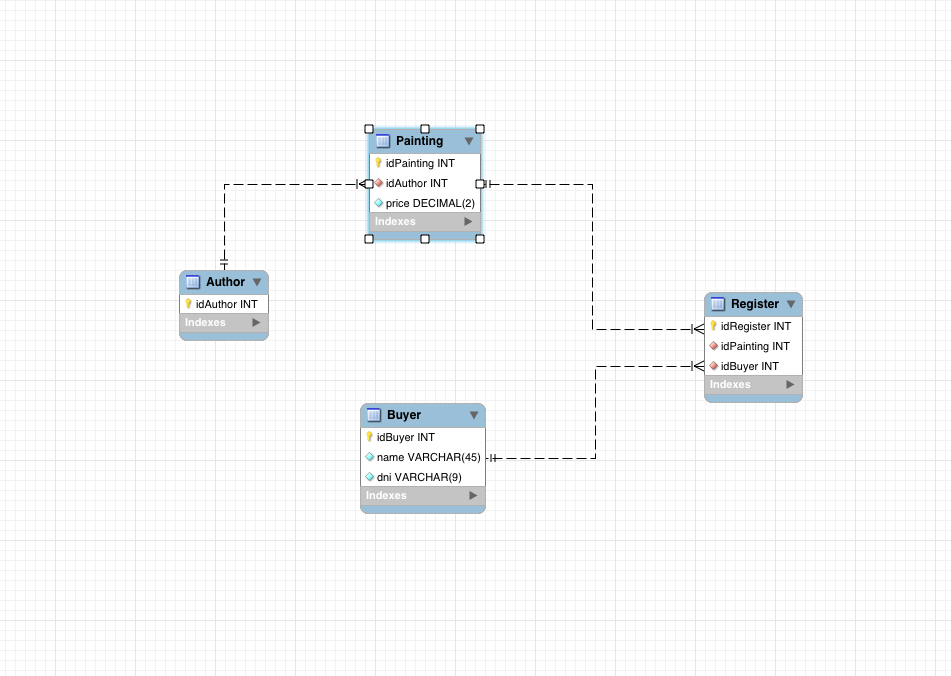 Painting
idPainting INT
idAuthor INT
price DECIMAL(2)
Indexes
Author
idAuthor INT
Indexes
Register
idRegister INT
idPainting INT
idBuyer INT
Indexes
Buyer
idBuyer INT
name VARCHAR(45)
dni VARCHAR(9)
Indexes